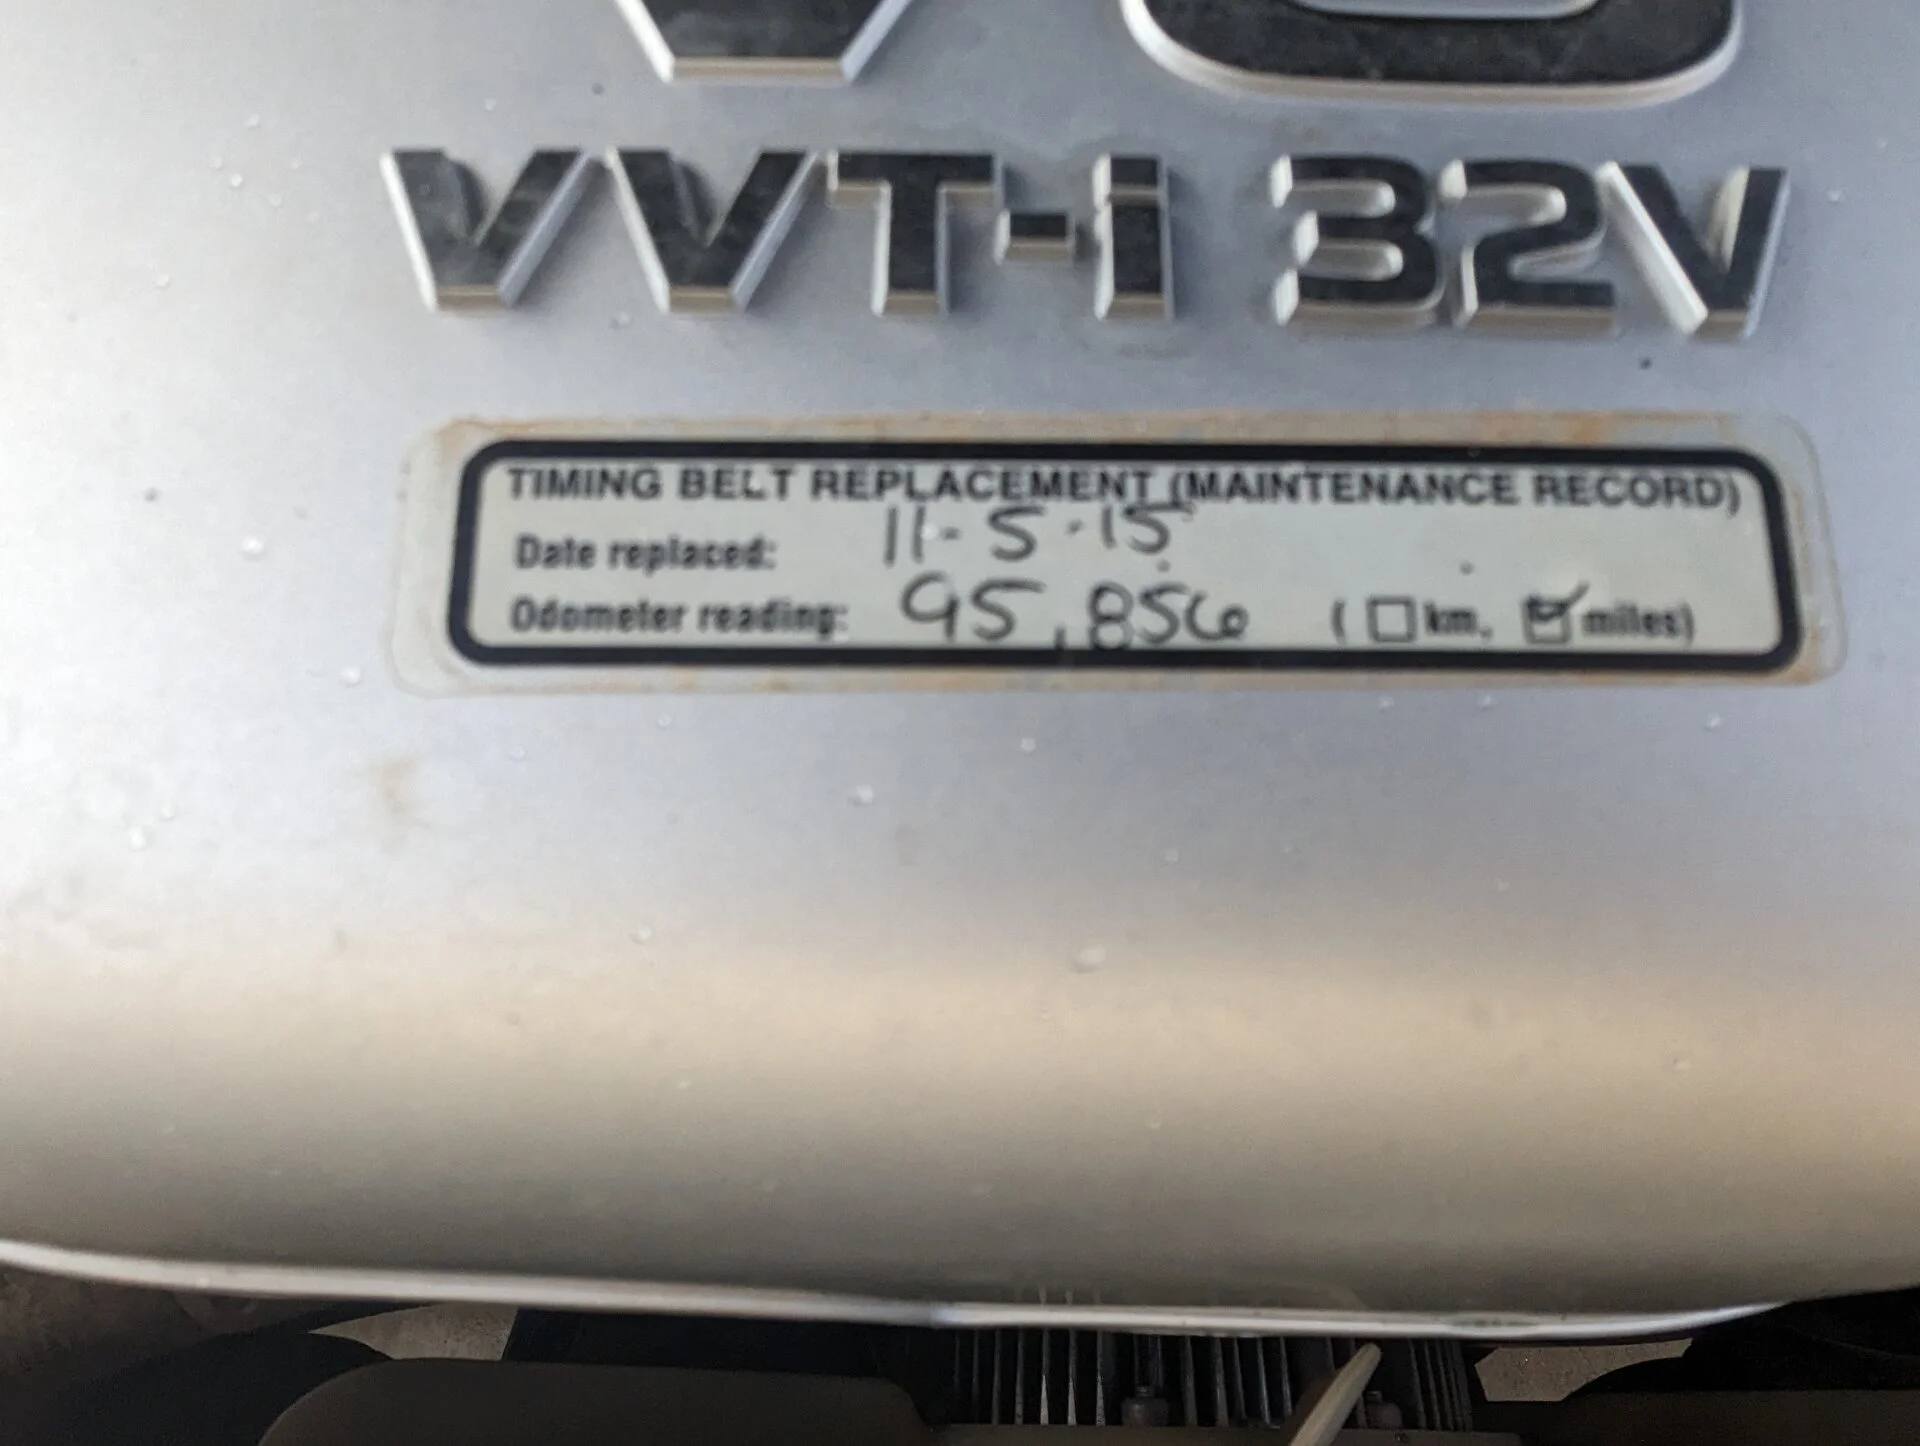 VVT-i 32V
TIMING BELT REPLACEMENT (MAINTENANCE RECORD)
Date replaced: 11-5-15
Odometer reading: 95,856 ( □ km, ☑ miles)